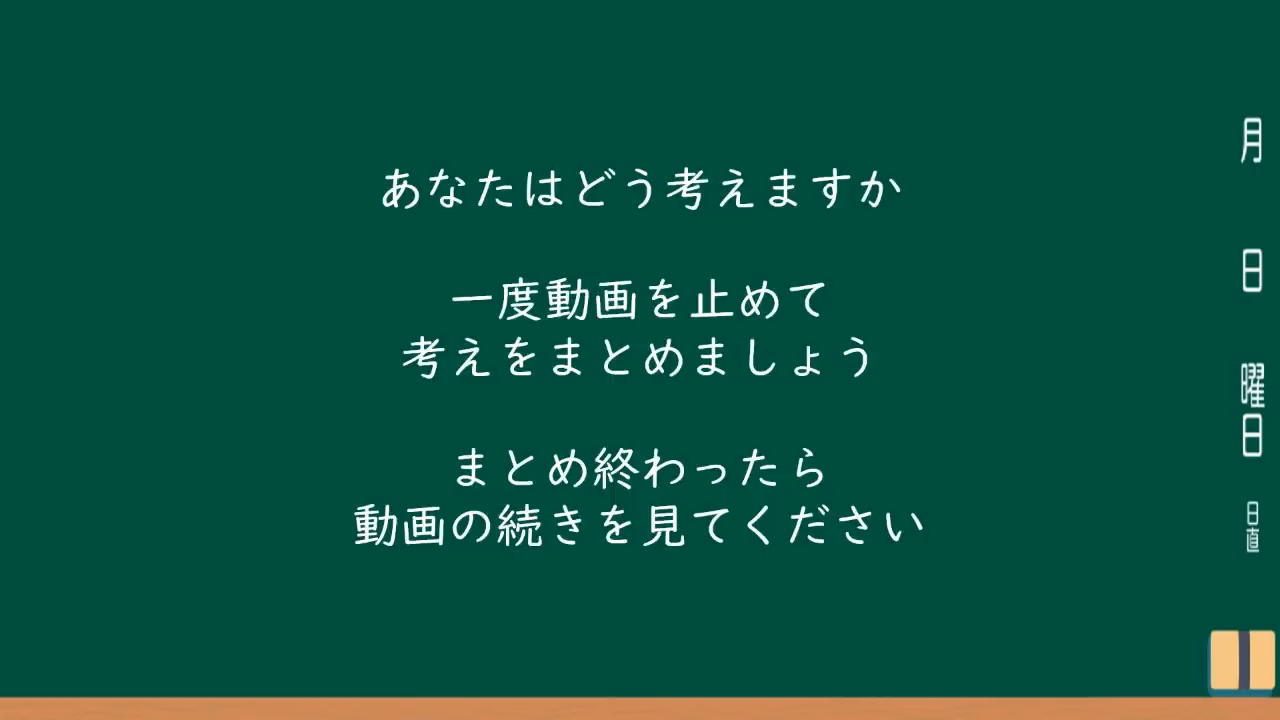 あなたはどう考えますか
一度動画を止めて
考えをまとめましょう
まとめ終わったら
動画の続きを見てください
月
日
曜日
日直